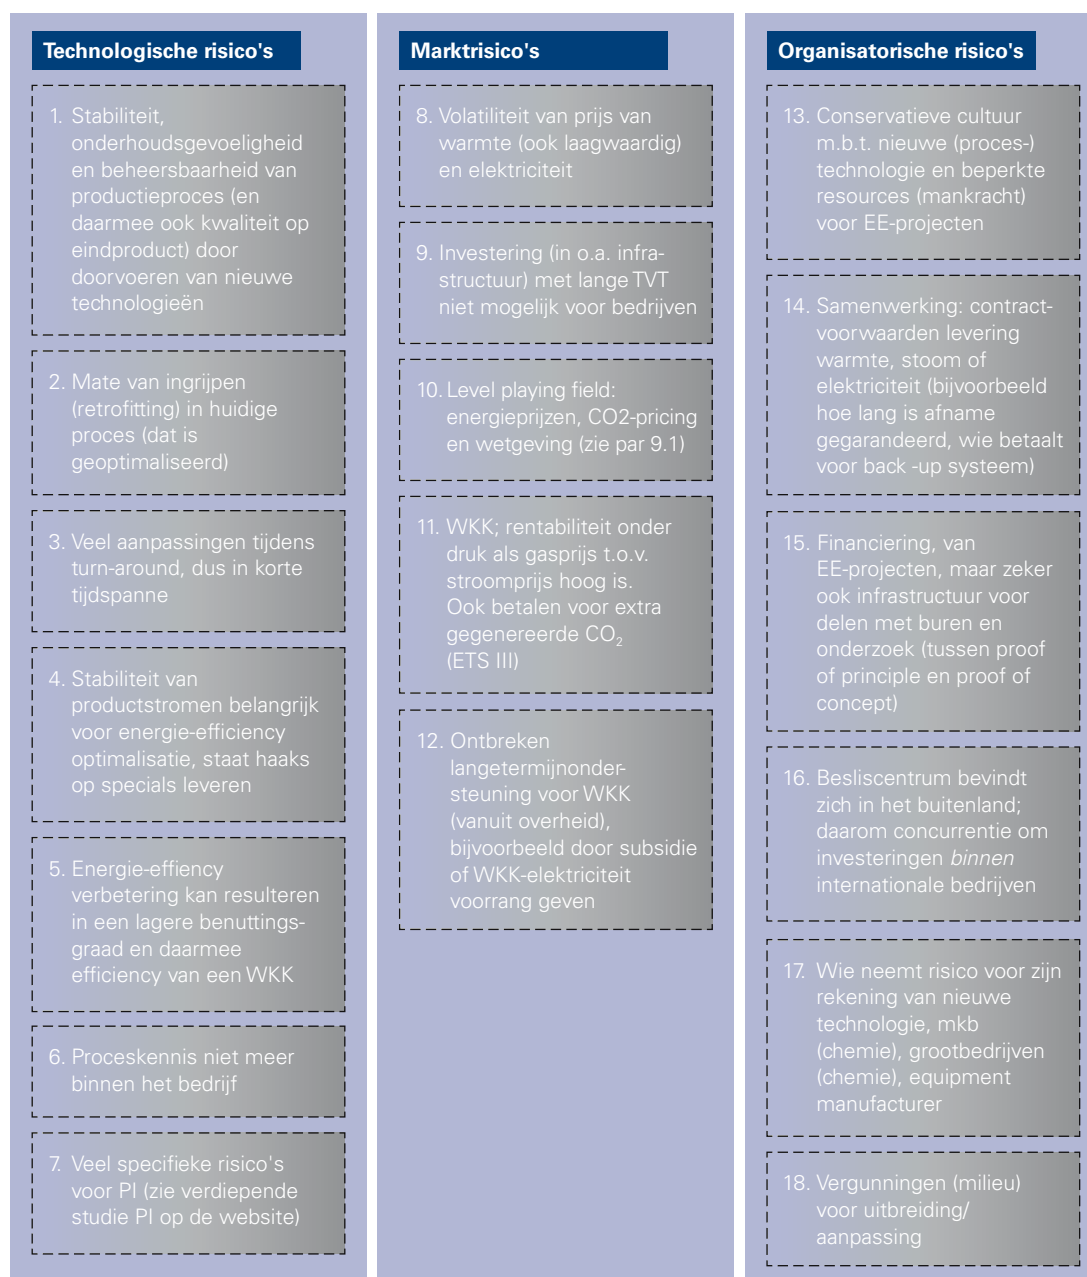 Technologische risico's
1. Stabiliteit,
onderhoudsgevoeligheid
en beheersbaarheid van
productieproces (en
daarmee ook kwaliteit op
eindproduct) door
doorvoeren van nieuwe
technologieën
2. Mate van ingrijpen
(retrofitting) in huidige
proces (dat is
geoptimaliseerd)
3. Veel aanpassingen tijdens
turn-around, dus in korte
tijdspanne
4. Stabiliteit van
productstromen belangrijk
voor energie-efficiency
optimalisatie, staat haaks
op specials leveren
5. Energie-effiency
verbetering kan resulteren
in een lagere benuttings-
graad en daarmee
efficiency van een WKK
6. Proceskennis niet meer
binnen het bedrijf
7. Veel specifieke risico's
voor PI (zie verdiepende
studie PI op de website)
Marktrisico's
8. Volatiliteit van prijs van
warmte (ook laagwaardig)
en elektriciteit
9. Investering (in o.a. infra-
structuur) met lange TVT
niet mogelijk voor bedrijven
10. Level playing field:
energieprijzen, CO2-pricing
en wetgeving (zie par 9.1)
11. WKK; rentabiliteit onder
druk als gasprijs t.o.v.
stroomprijs hoog is.
Ook betalen voor extra
gegenereerde CO₂
(ETS III)
12. Ontbreken
langetermijnonder-
steuning voor WKK
(vanuit overheid),
bijvoorbeeld door subsidie
of WKK-elektriciteit
voorrang geven
Organisatorische risico's
13. Conservatieve cultuur
m.b.t. nieuwe (proces-)
technologie en beperkte
resources (mankracht)
voor EE-projecten
14. Samenwerking: contract-
voorwaarden levering
warmte, stoom of
elektriciteit (bijvoorbeeld
hoe lang is afname
gegarandeerd, wie betaalt
voor back -up systeem)
15. Financiering, van
EE-projecten, maar zeker
ook infrastructuur voor
delen met buren en
onderzoek (tussen proof
of principle en proof of
concept)
16. Besliscentrum bevindt
zich in het buitenland;
daarom concurrentie om
investeringen binnen
internationale bedrijven
17. Wie neemt risico voor zijn
rekening van nieuwe
technologie, mkb
(chemie), grootbedrijven
(chemie), equipment
manufacturer
18. Vergunningen (milieu)
voor uitbreiding/
aanpassing